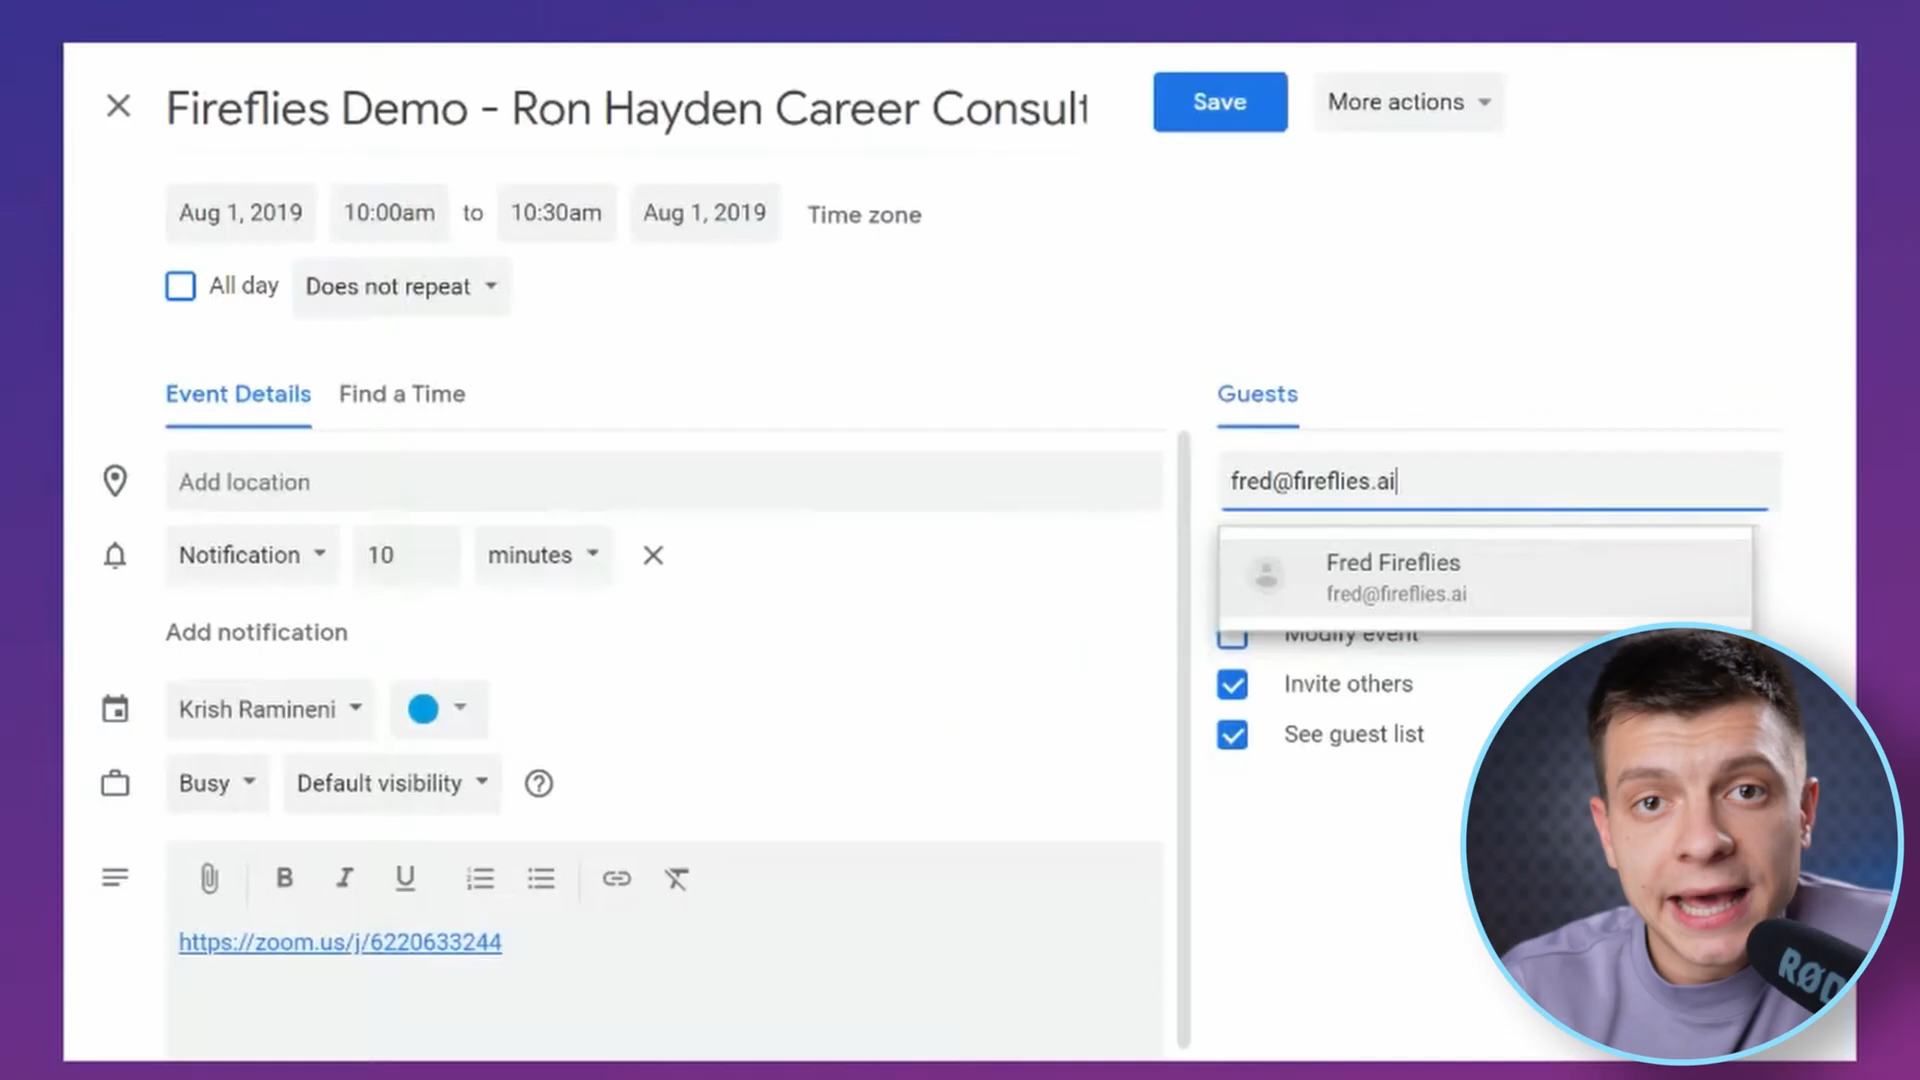 Fireflies Demo - Ron Hayden Career Consult
Save
More actions
Aug 1, 2019 10:00am to 10:30am Aug 1, 2019 Time zone
All day Does not repeat
Event Details Find a Time
Guests
Add location
fred@fireflies.ai
Notification 10 minutes
Fred Fireflies
fred@fireflies.ai
Add notification
Modify event
Krish Ramineni
Invite others
Busy Default visibility
See guest list
B I U
https://zoom.us/j/6220633244
RØD